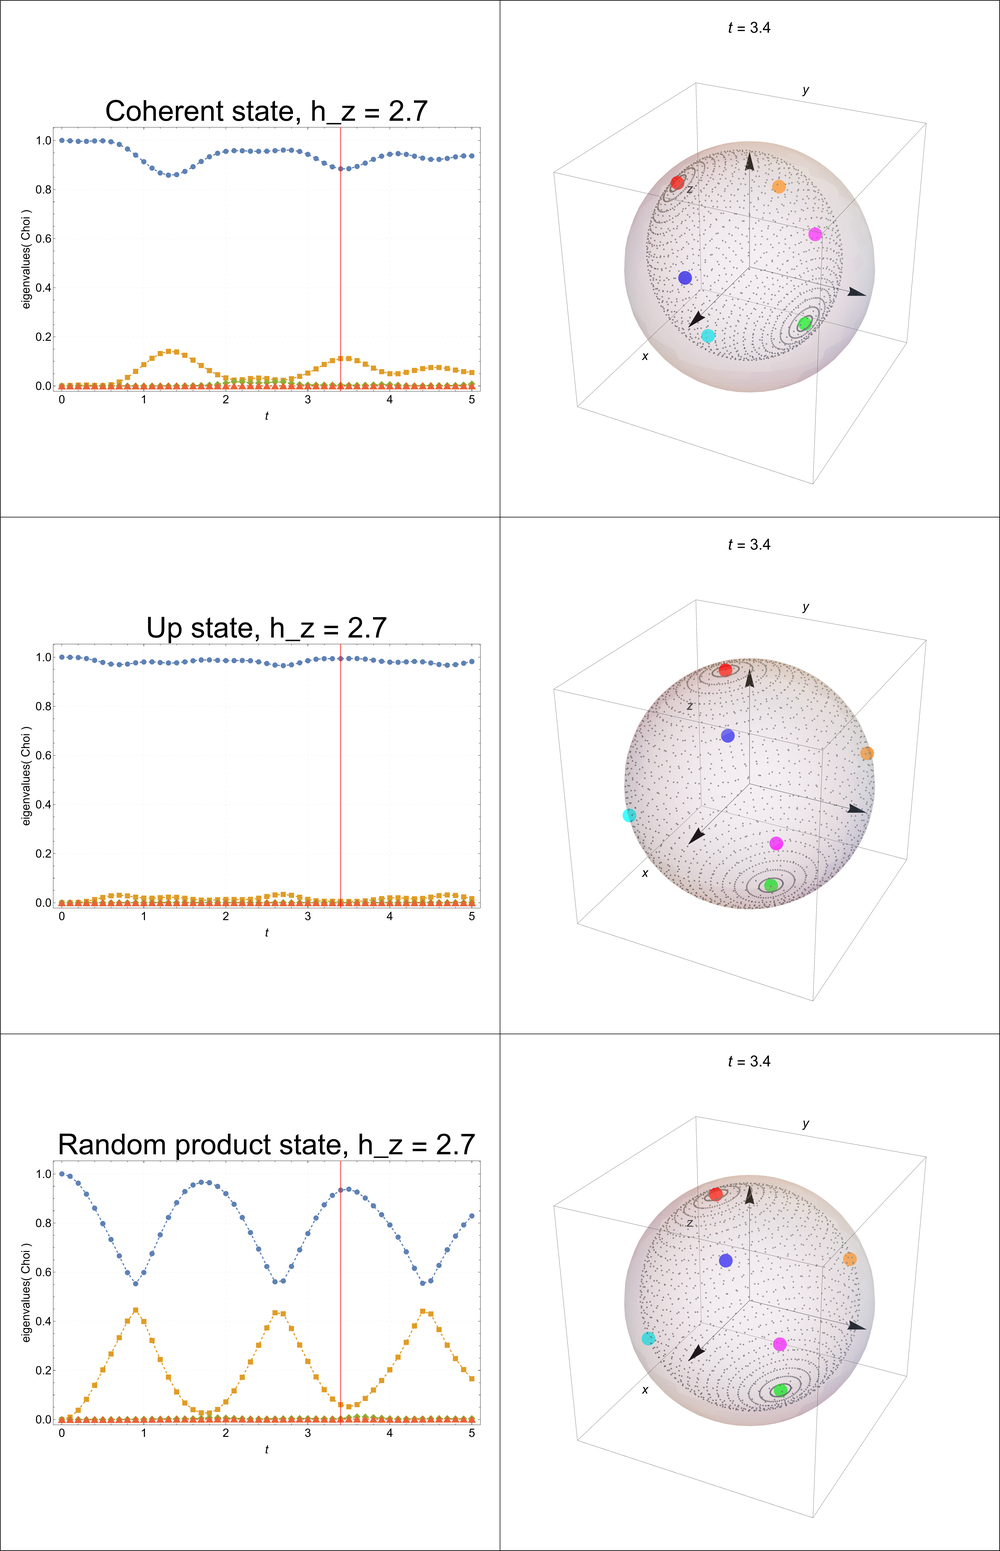 Coherent state, h_z = 2.7
eigenvalues( Choi )
1.0
0.8
0.6
0.4
0.2
0.0
0 1 2 3 4 5
t
t = 3.4
y
z
x
Up state, h_z = 2.7
eigenvalues( Choi )
1.0
0.8
0.6
0.4
0.2
0.0
0 1 2 3 4 5
t
t = 3.4
y
z
x
Random product state, h_z = 2.7
eigenvalues( Choi )
1.0
0.8
0.6
0.4
0.2
0.0
0 1 2 3 4 5
t
t = 3.4
y
z
x